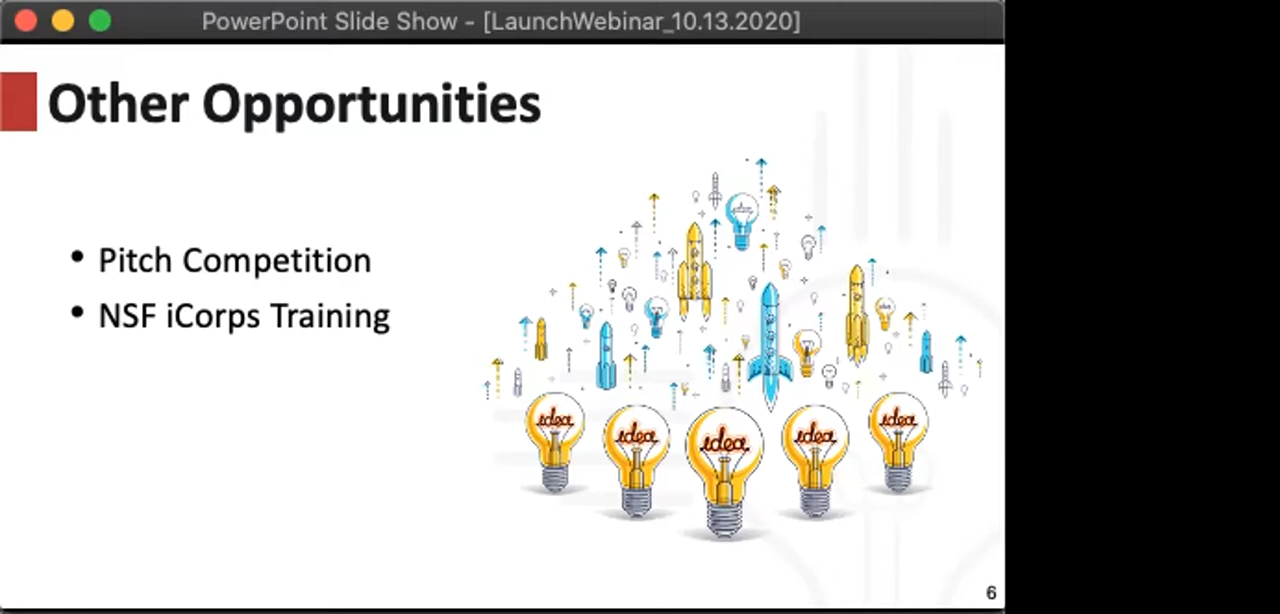 PowerPoint Slide Show - [LaunchWebinar_10.13.2020]
Other Opportunities
• Pitch Competition
• NSF iCorps Training
idea
idea
idea
idea
idea
6